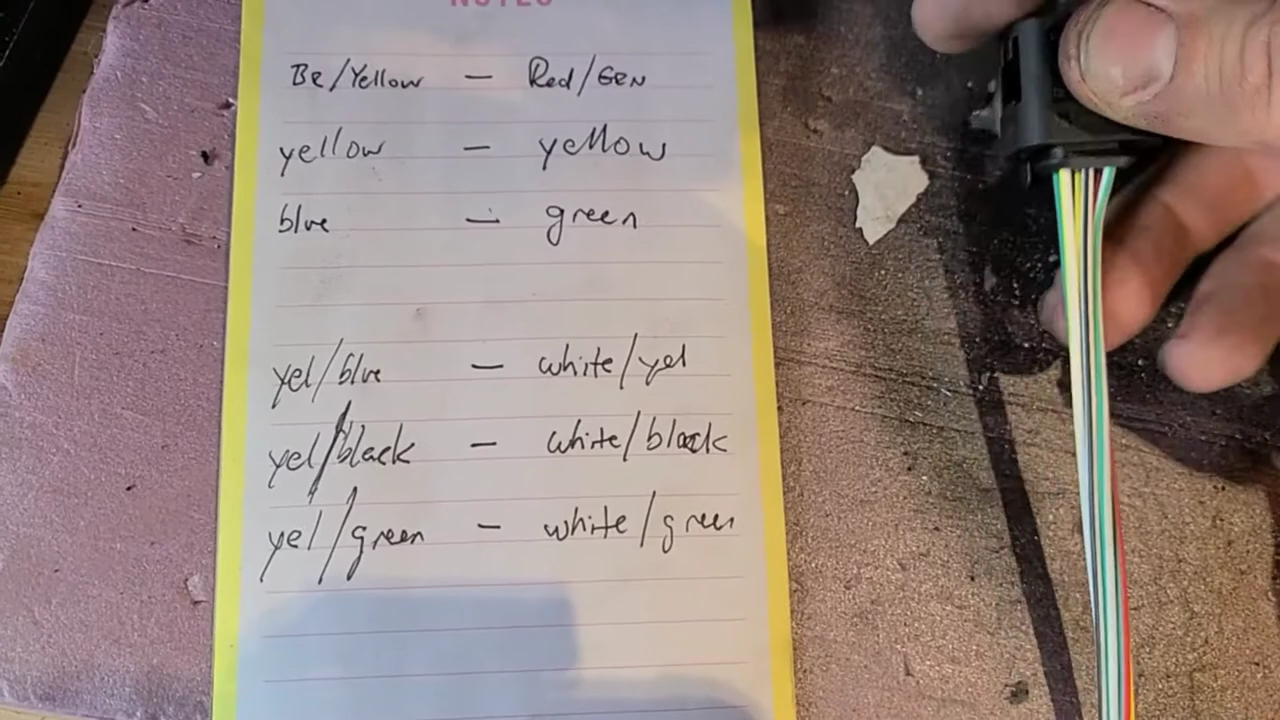 NOTES
Be/Yellow - Red/GEN
yellow - yellow
blue - green
yel/blue - white/yel
yel/black - white/black
yel/green - white/green